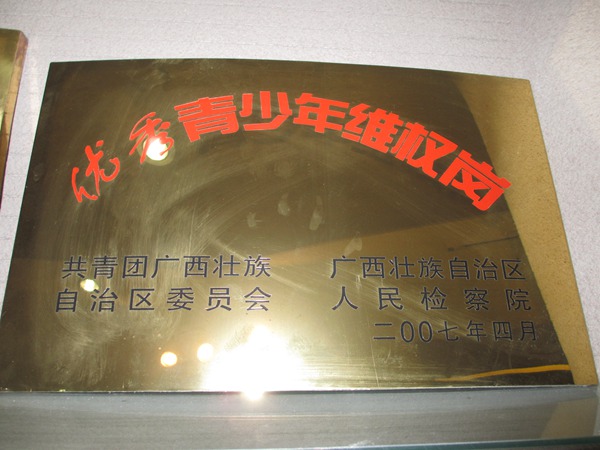 优秀青少年维权岗
共青团广西壮族
自治区委员会
广西壮族自治区
人民检察院
二〇〇七年四月